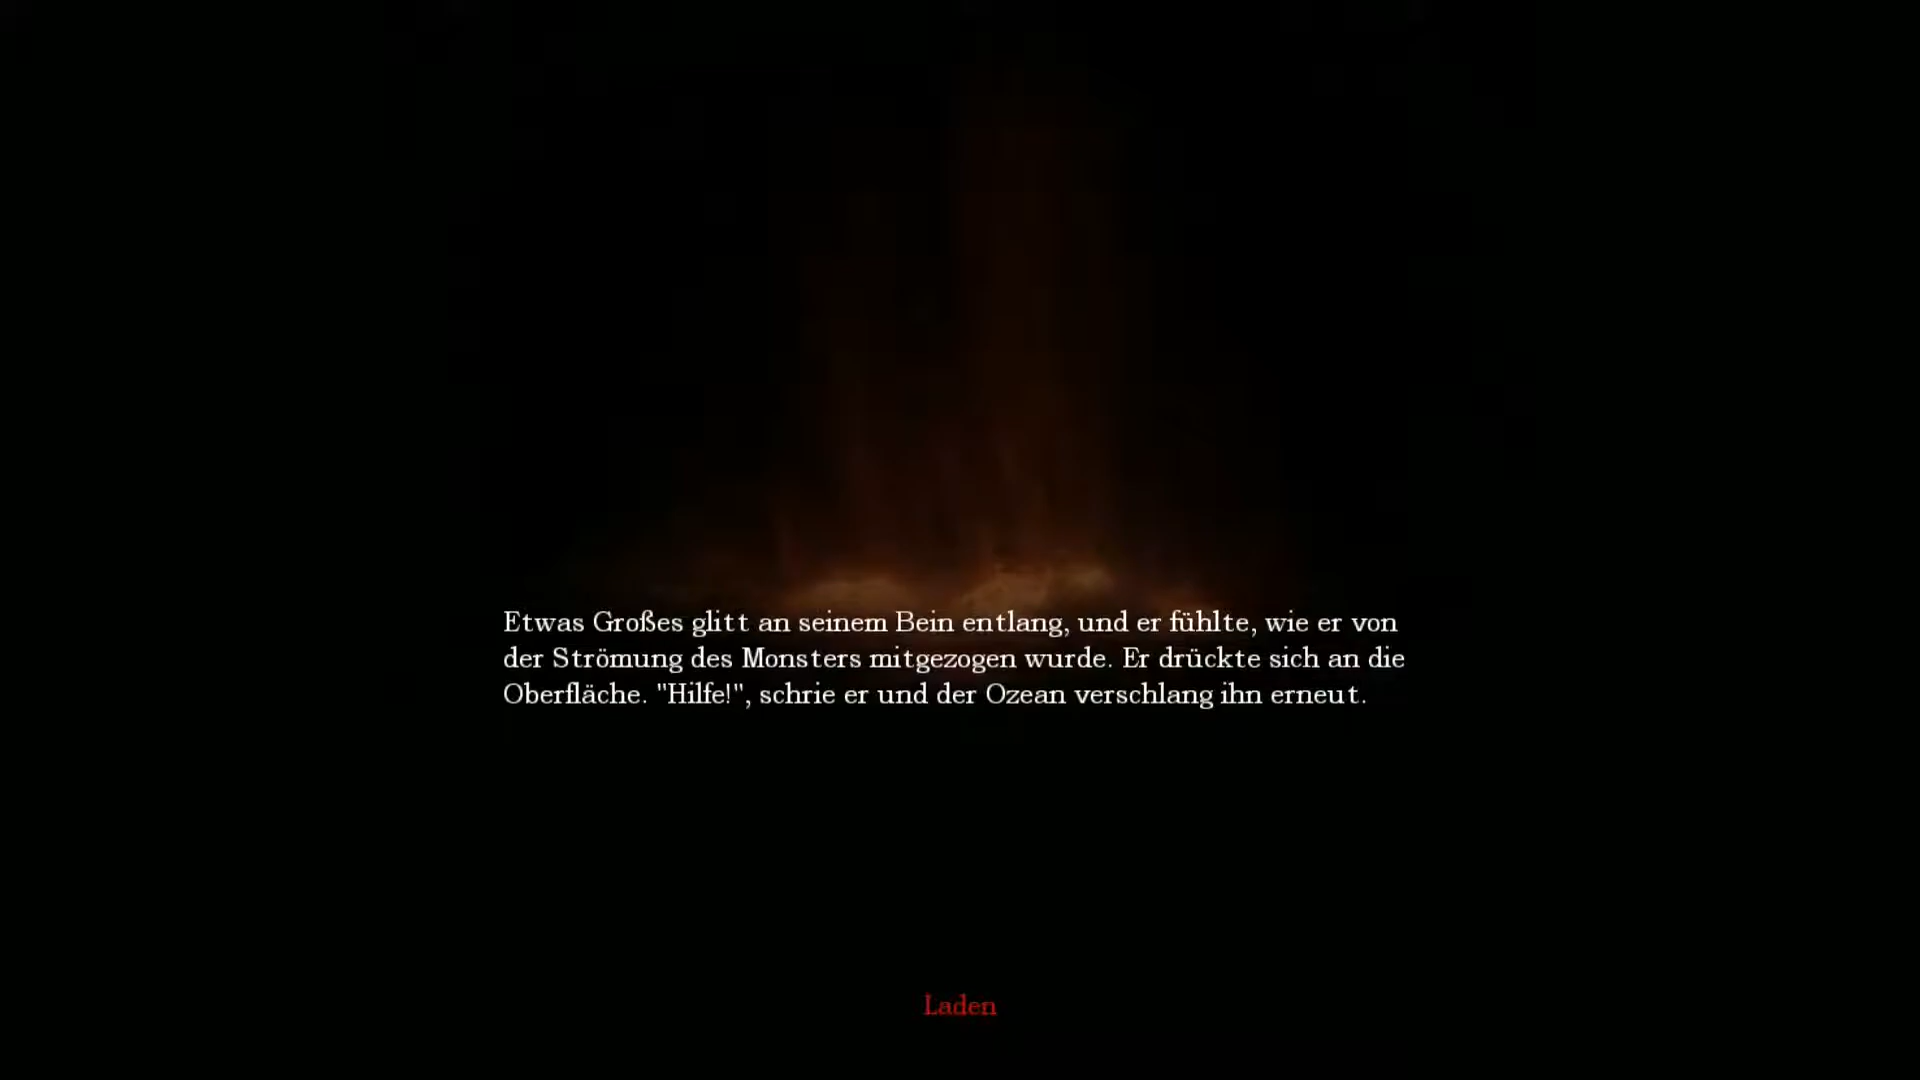 Etwas Großes glitt an seinem Bein entlang, und er fühlte, wie er von
der Strömung des Monsters mitgezogen wurde. Er drückte sich an die
Oberfläche. "Hilfe!", schrie er und der Ozean verschlang ihn erneut.
Laden